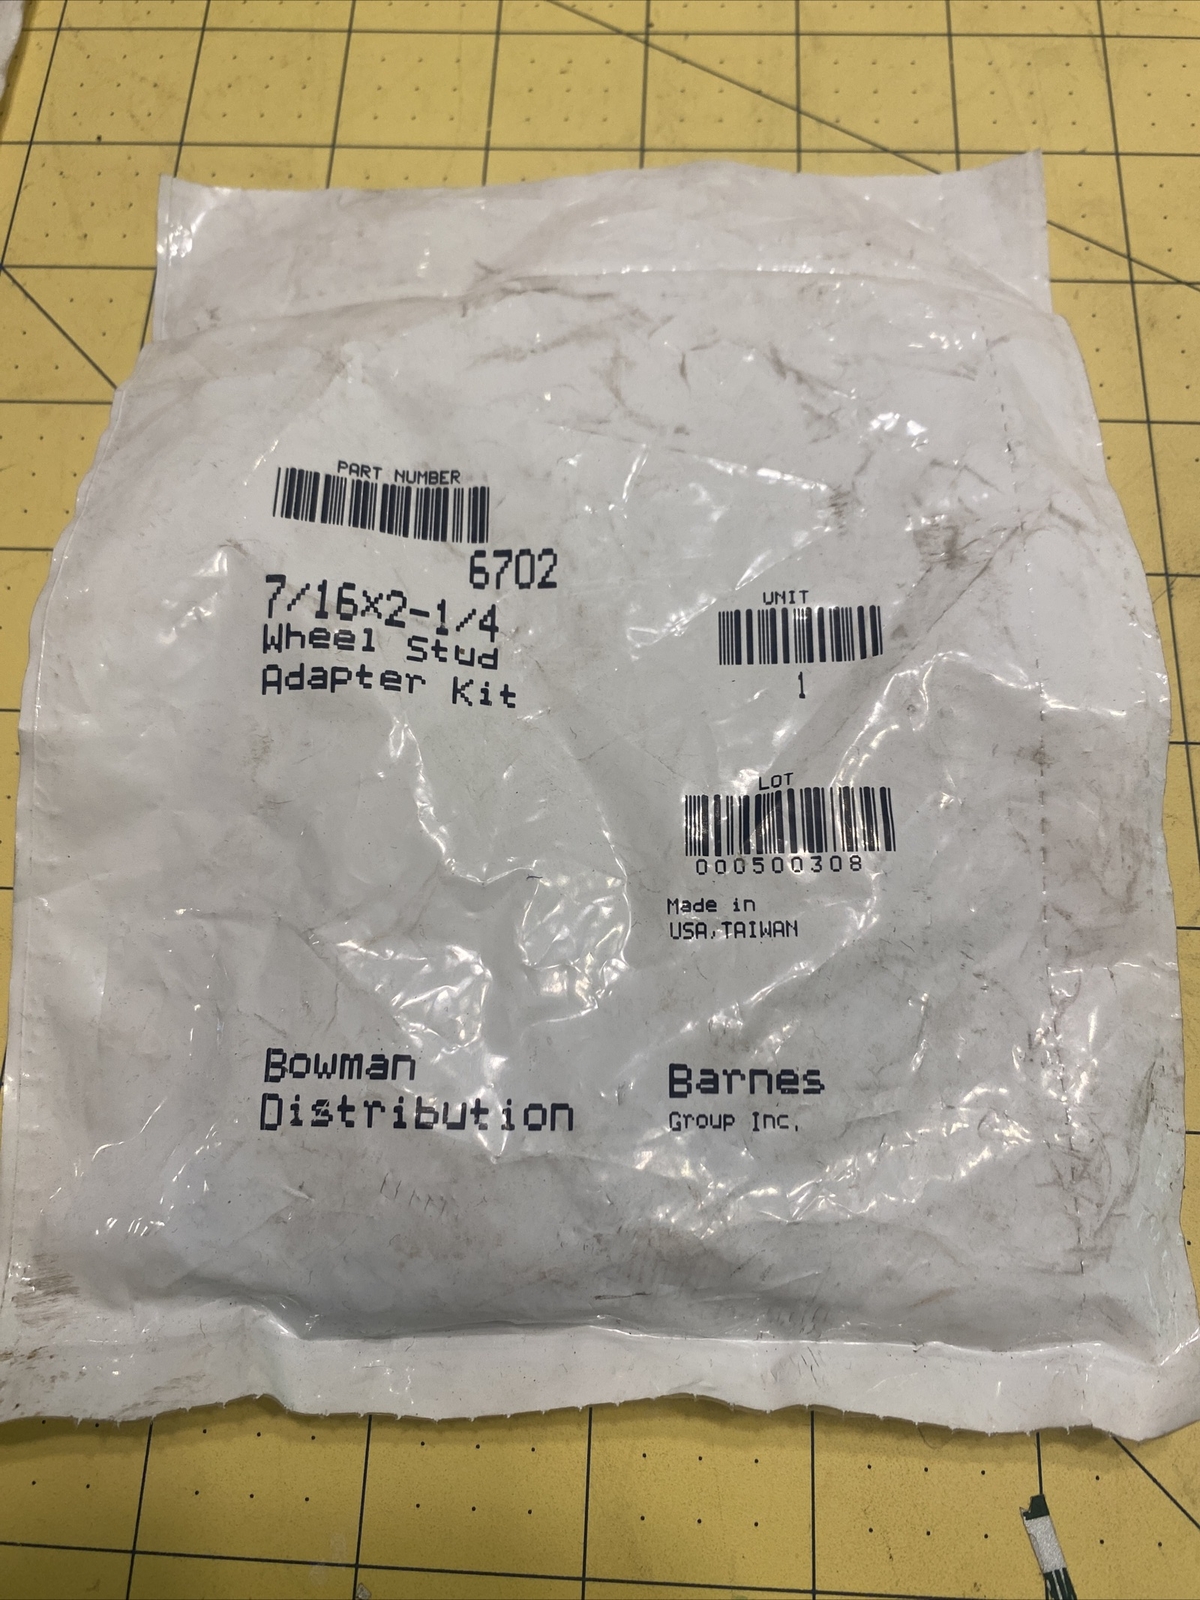 PART NUMBER
6702
7/16x2-1/4
Wheel Stud
Adapter Kit
UNIT
1
LOT
000500308
Made in
USA,TAIWAN
Bowman
Distribution
Barnes
Group Inc.